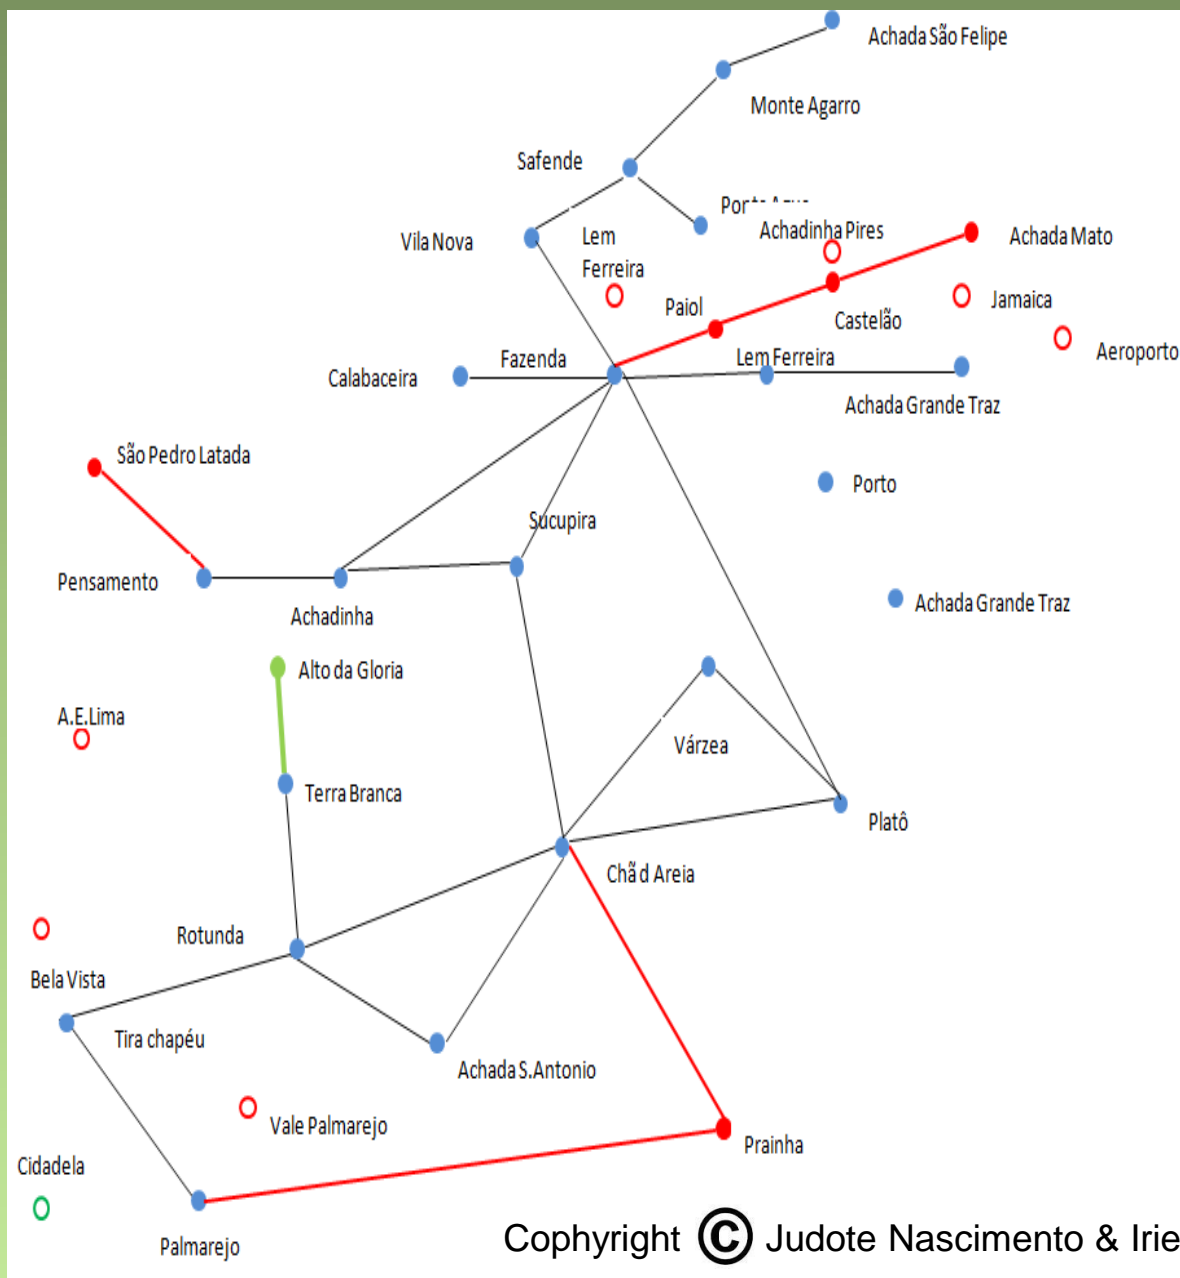 Achada São Felipe
Monte Agarro
Safende
Vila Nova
Lem
Ferreira
Achadinha Pires
Achada Mato
Paiol
Castelão
Jamaica
Aeroporto
Fazenda
Lem Ferreira
Calabaceira
Achada Grande Traz
São Pedro Latada
Porto
Sucupira
Pensamento
Achadinha
Achada Grande Traz
Alto da Gloria
A.E.Lima
Várzea
Terra Branca
Platô
Chã d Areia
Rotunda
Bela Vista
Tira chapéu
Achada S.Antonio
Vale Palmarejo
Prainha
Cidadela
Palmarejo
Cophyright © Judote Nascimento & Irie